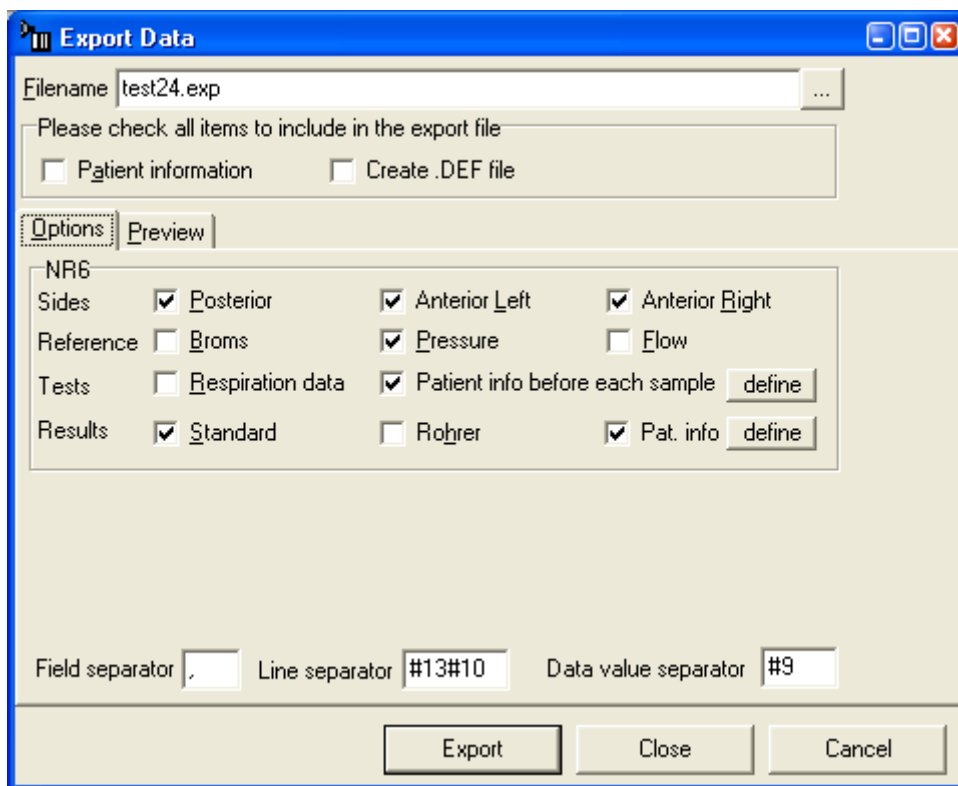 Export Data
Filename test24.exp ...
Please check all items to include in the export file
Patient information Create .DEF file
Options Preview
NR6
Sides Posterior Anterior Left Anterior Right
Reference Broms Pressure Flow
Tests Respiration data Patient info before each sample define
Results Standard Rohrer Pat. info define
Field separator , Line separator #13#10 Data value separator #9
Export Close Cancel